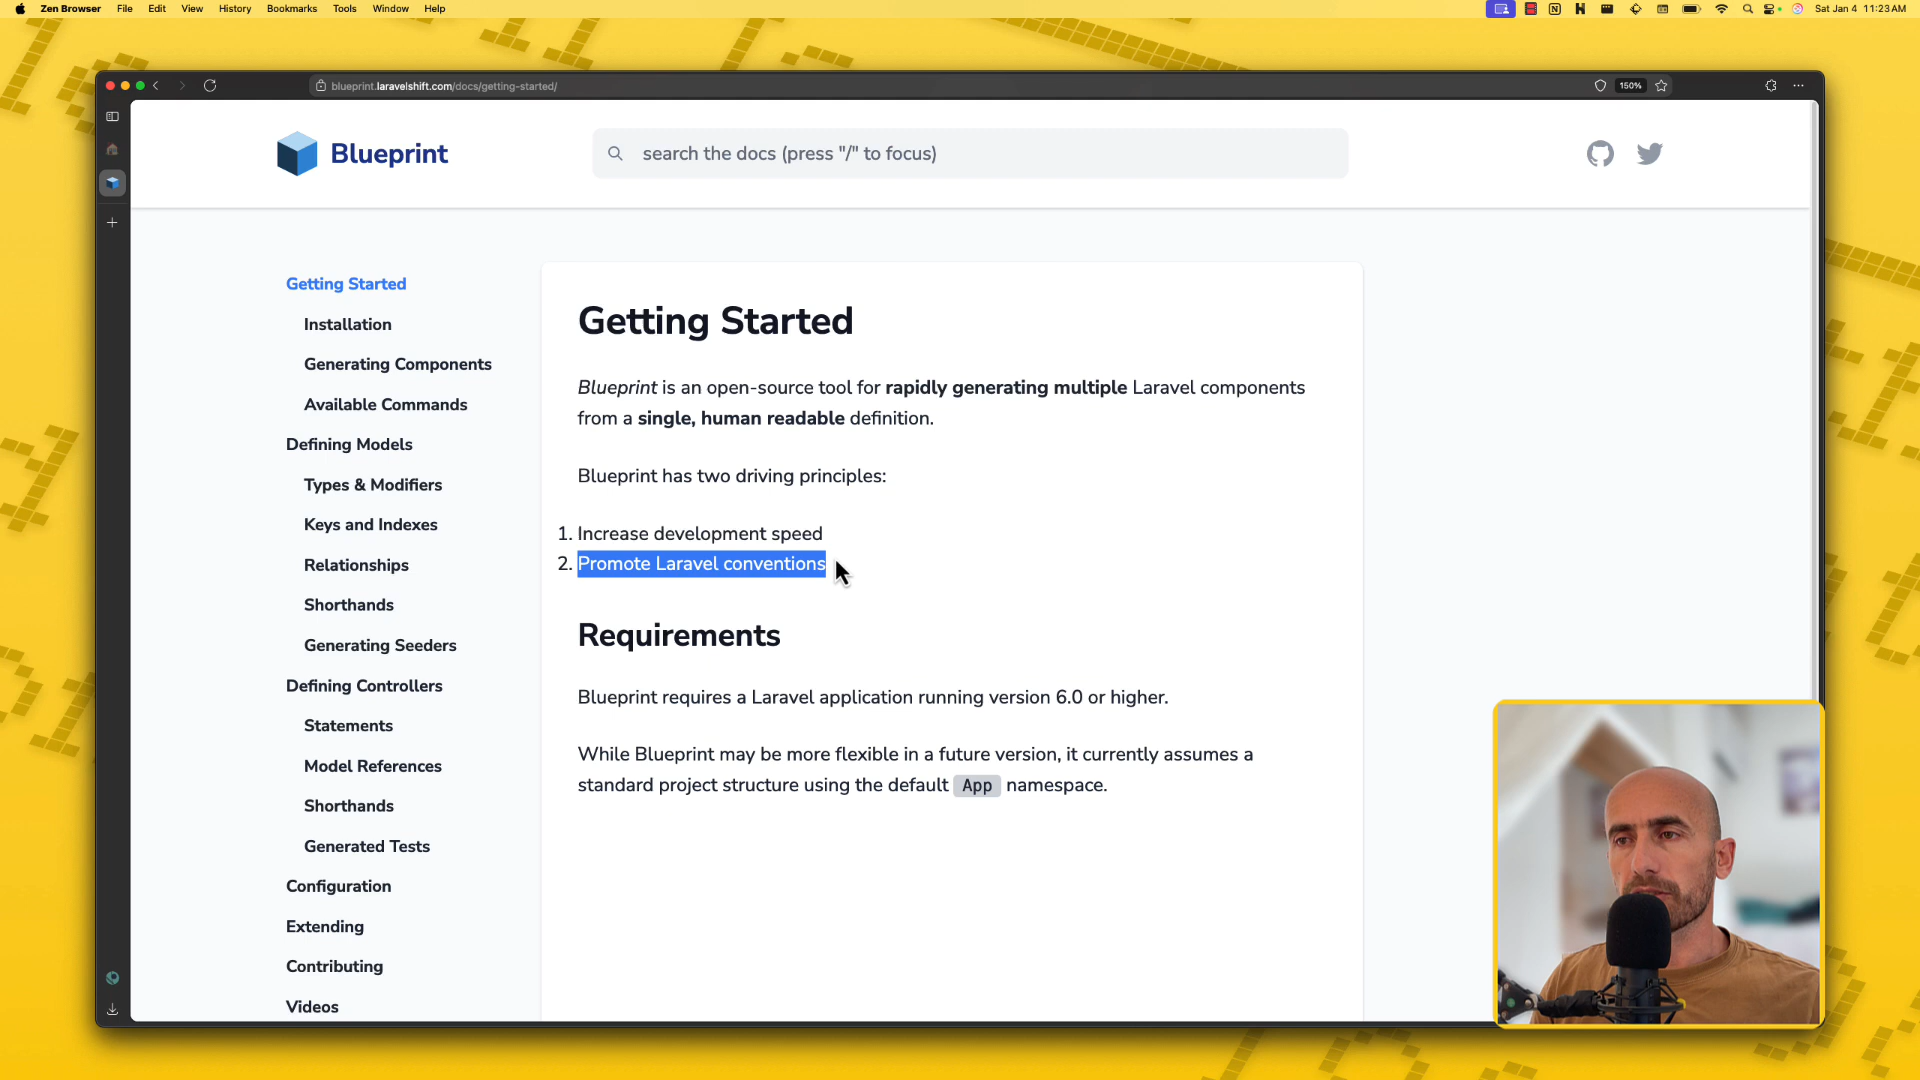 Zen Browser File Edit View History Bookmarks Tools Window Help Sat Jan 4 11:23 AM
blueprint.laravelshift.com/docs/getting-started/ 150%
Blueprint
search the docs (press "/" to focus)
Getting Started
Installation
Generating Components
Available Commands
Defining Models
Types & Modifiers
Keys and Indexes
Relationships
Shorthands
Generating Seeders
Defining Controllers
Statements
Model References
Shorthands
Generated Tests
Configuration
Extending
Contributing
Videos
Getting Started
Blueprint is an open-source tool for rapidly generating multiple Laravel components
from a single, human readable definition.
Blueprint has two driving principles:
1. Increase development speed
2. Promote Laravel conventions
Requirements
Blueprint requires a Laravel application running version 6.0 or higher.
While Blueprint may be more flexible in a future version, it currently assumes a
standard project structure using the default App namespace.